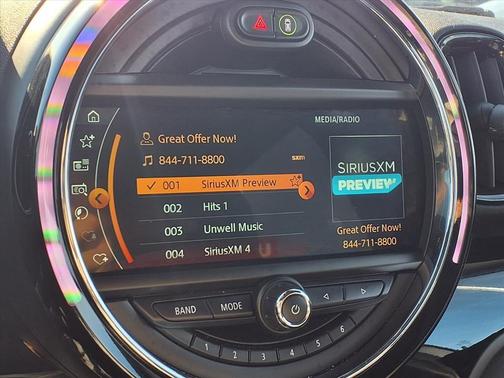 MEDIA/RADIO
Great Offer Now!
844-711-8800
sxm
001 SiriusXM Preview
002 Hits 1
003 Unwell Music
004 SiriusXM 4
SIRIUSXM
PREVIEW
Great Offer Now!
844-711-8800
BAND
MODE
1 2 3 4 5 6